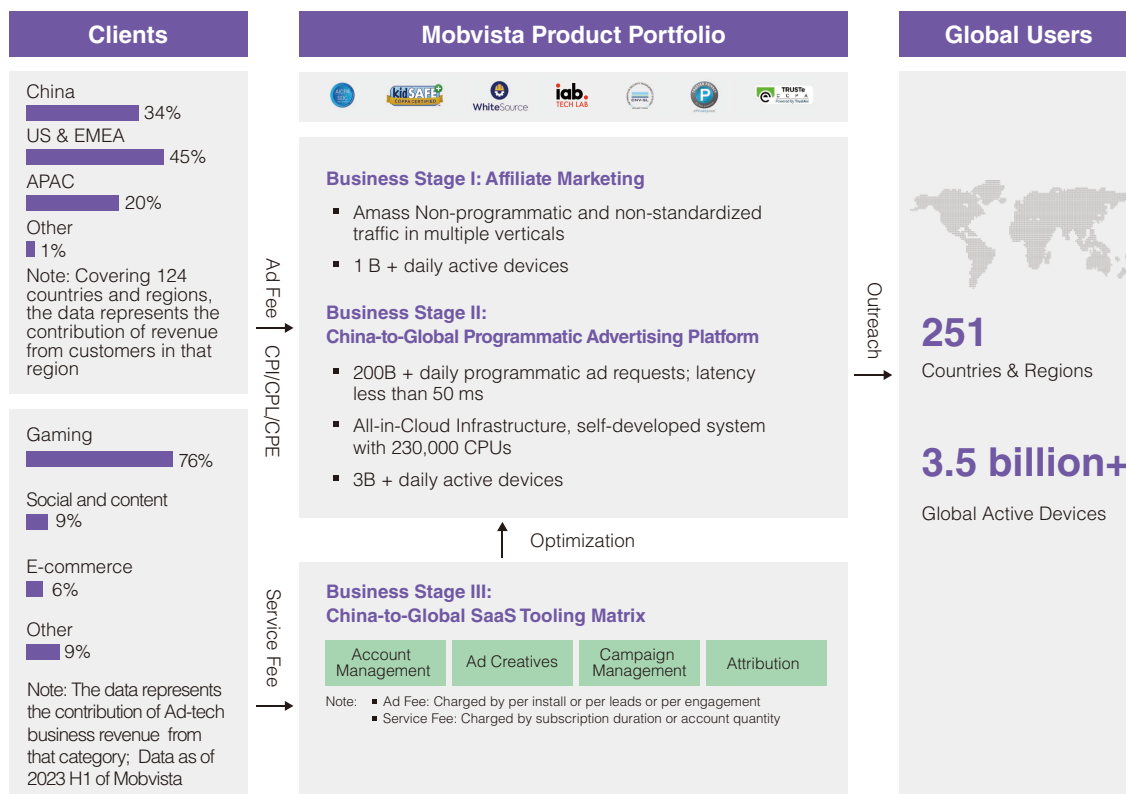 Clients
China
34%
US & EMEA
45%
APAC
20%
Other
1%
Note: Covering 124
countries and regions,
the data represents the
contribution of revenue
from customers in that
region
Gaming
76%
Social and content
9%
E-commerce
6%
Other
9%
Note: The data represents
the contribution of Ad-tech
business revenue from
that category; Data as of
2023 H1 of Mobvista
Ad Fee
CPI/CPL/CPE
Service Fee
Mobvista Product Portfolio
kidSAFE
COPPA CERTIFIED
WhiteSource
iab.
TECH LAB
DNV·GL
P
TRUSTe
Powered by TrustArc
Business Stage I: Affiliate Marketing
▪ Amass Non-programmatic and non-standardized
traffic in multiple verticals
▪ 1 B + daily active devices
Business Stage II:
China-to-Global Programmatic Advertising Platform
▪ 200B + daily programmatic ad requests; latency
less than 50 ms
▪ All-in-Cloud Infrastructure, self-developed system
with 230,000 CPUs
▪ 3B + daily active devices
Optimization
Business Stage III:
China-to-Global SaaS Tooling Matrix
Account
Management
Ad Creatives
Campaign
Management
Attribution
Note: ▪ Ad Fee: Charged by per install or per leads or per engagement
▪ Service Fee: Charged by subscription duration or account quantity
Outreach
Global Users
251
Countries & Regions
3.5 billion+
Global Active Devices